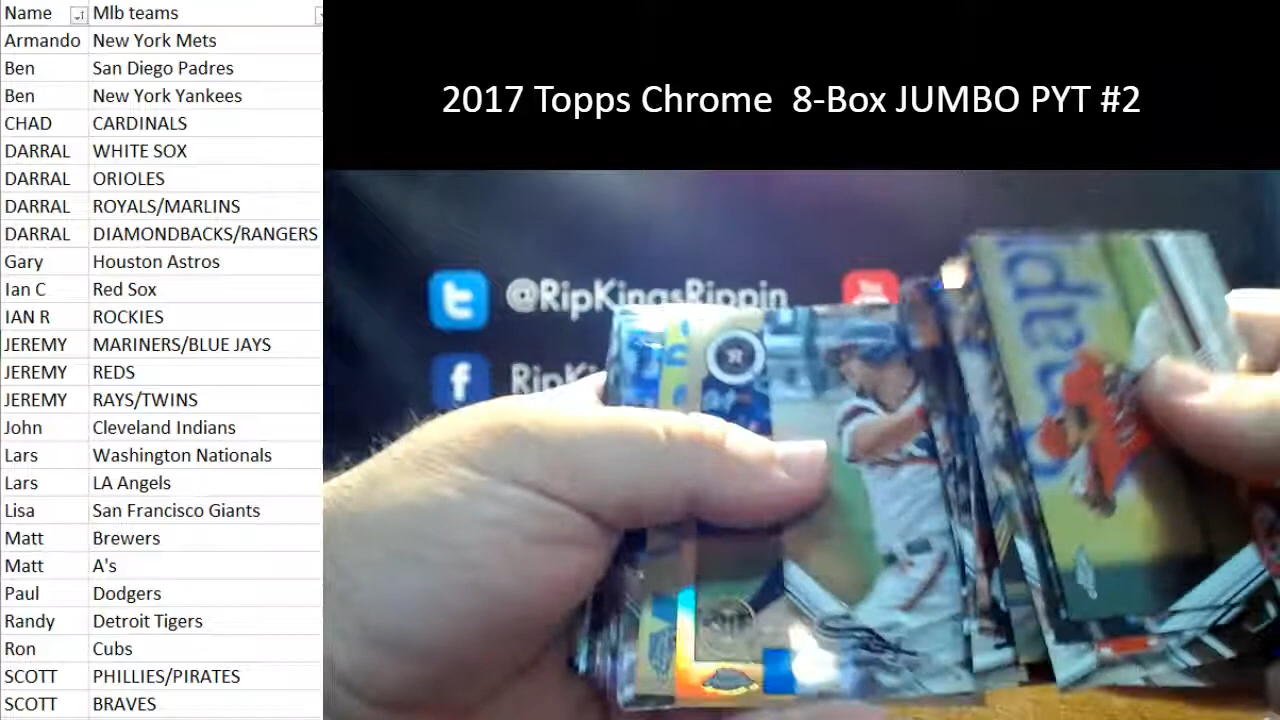 Name Mlb teams
Armando New York Mets
Ben San Diego Padres
Ben New York Yankees
CHAD CARDINALS
DARRAL WHITE SOX
DARRAL ORIOLES
DARRAL ROYALS/MARLINS
DARRAL DIAMONDBACKS/RANGERS
Gary Houston Astros
Ian C Red Sox
IAN R ROCKIES
JEREMY MARINERS/BLUE JAYS
JEREMY REDS
JEREMY RAYS/TWINS
John Cleveland Indians
Lars Washington Nationals
Lars LA Angels
Lisa San Francisco Giants
Matt Brewers
Matt A's
Paul Dodgers
Randy Detroit Tigers
Ron Cubs
SCOTT PHILLIES/PIRATES
SCOTT BRAVES
2017 Topps Chrome 8-Box JUMBO PYT #2
@RipKingsRippin